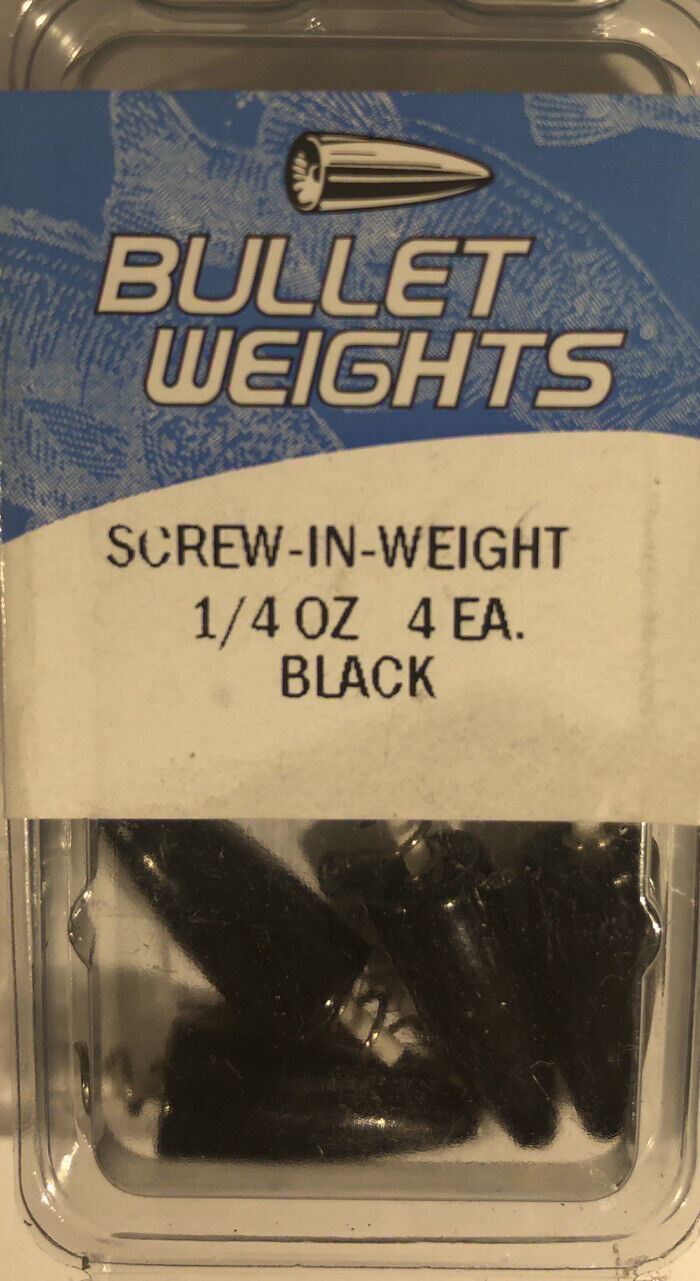 BULLET
WEIGHTS
SCREW-IN-WEIGHT
1/4 OZ 4 EA.
BLACK